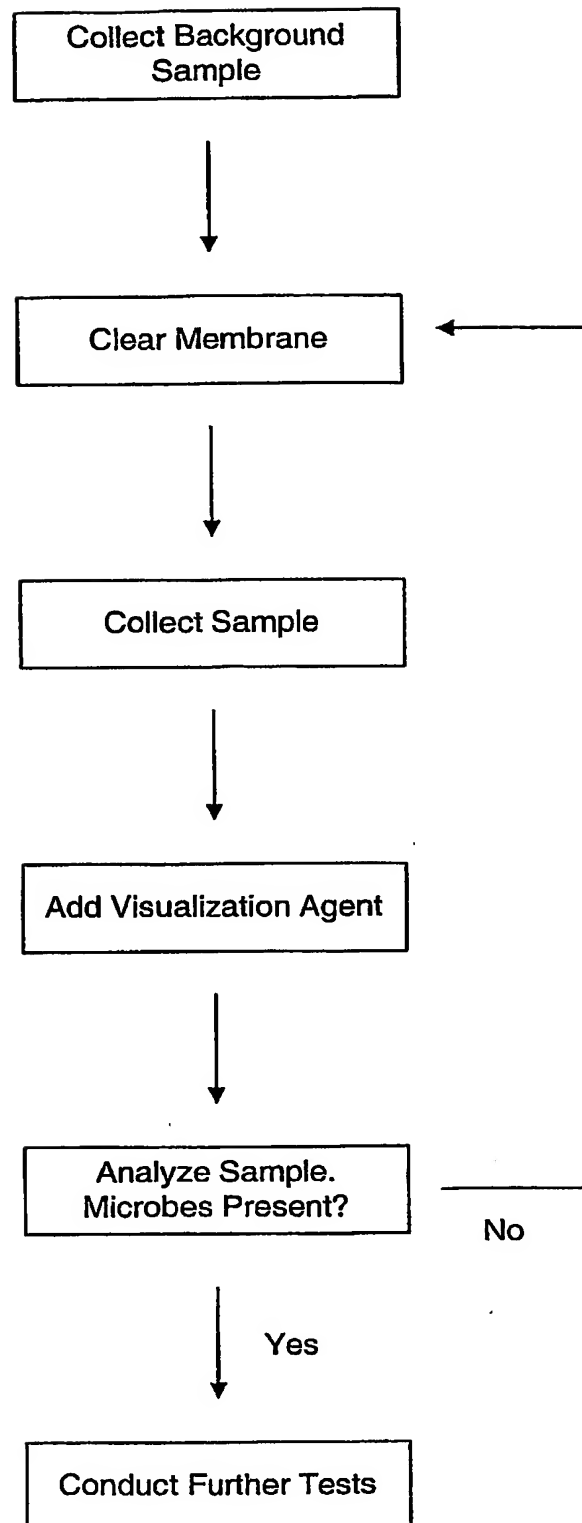 Collect Background
Sample
Clear Membrane
Collect Sample
Add Visualization Agent
Analyze Sample.
Microbes Present?
No
Yes
Conduct Further Tests